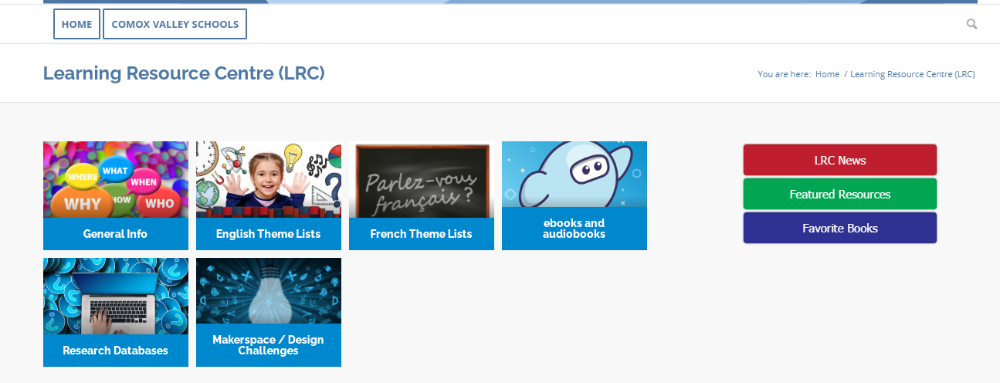 HOME
COMOX VALLEY SCHOOLS
Learning Resource Centre (LRC)
You are here: Home / Learning Resource Centre (LRC)
WHERE
WHAT
WHEN
WHY
HOW
WHO
General Info
English Theme Lists
Parlez-vous
français?
French Theme Lists
ebooks and
audiobooks
LRC News
Featured Resources
Favorite Books
Research Databases
Makerspace / Design
Challenges